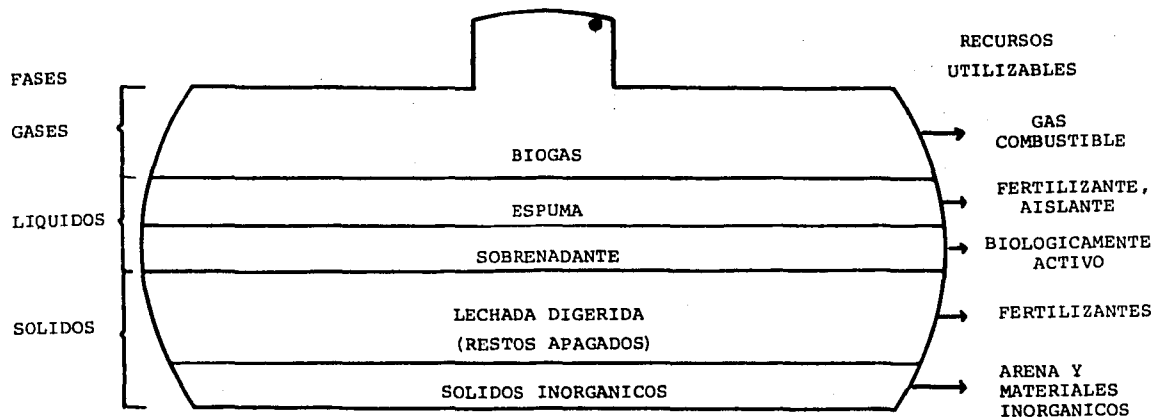 FASES
GASES
LIQUIDOS
SOLIDOS
BIOGAS
ESPUMA
SOBRENADANTE
LECHADA DIGERIDA
(RESTOS APAGADOS)
SOLIDOS INORGANICOS
RECURSOS
UTILIZABLES
GAS
COMBUSTIBLE
FERTILIZANTE,
AISLANTE
BIOLOGICAMENTE
ACTIVO
FERTILIZANTES
ARENA Y
MATERIALES
INORGANICOS